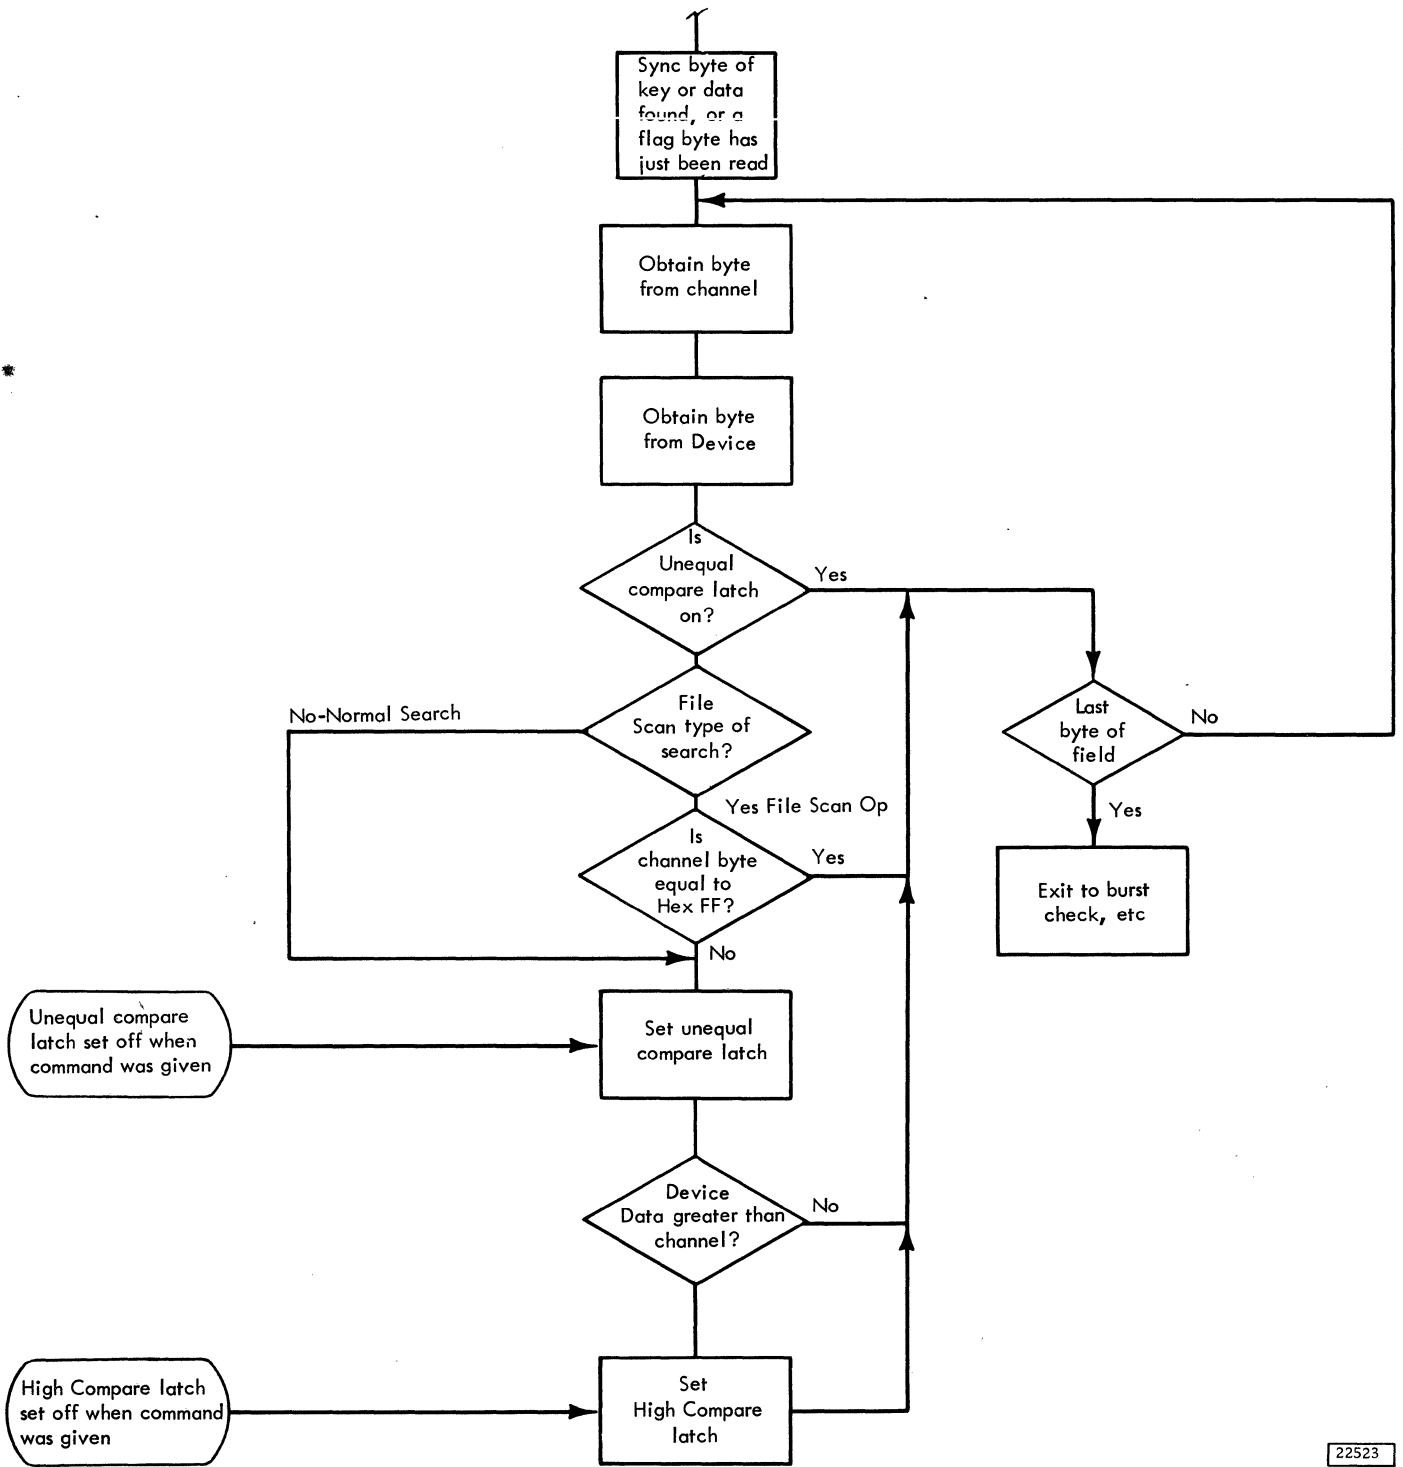 Sync byte of
key or data
found, or a
flag byte has
just been read
Obtain byte
from channel
Obtain byte
from Device
Is
Unequal
compare latch
on?
Yes
File
Scan type of
search?
No-Normal Search
Last
byte of
field
No
Yes File Scan Op
Yes
Is
channel byte
equal to
Hex FF?
Yes
Exit to burst
check, etc
No
Unequal compare
latch set off when
command was given
Set unequal
compare latch
Device
Data greater than
channel?
No
High Compare latch
set off when command
was given
Set
High Compare
latch
22523